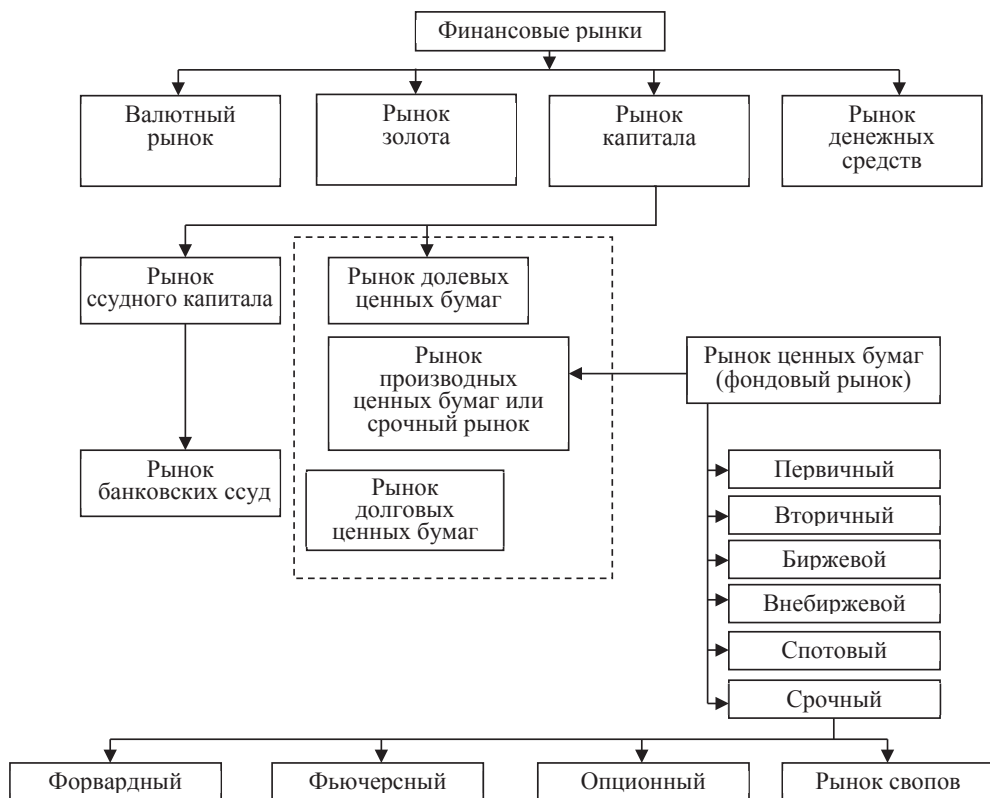 Финансовые рынки
Валютный
рынок
Рынок
золота
Рынок
капитала
Рынок
денежных
средств
Рынок
ссудного капитала
Рынок долевых
ценных бумаг
Рынок
производных
ценных бумаг или
срочный рынок
Рынок ценных бумаг
(фондовый рынок)
Рынок
банковских ссуд
Рынок
долговых
ценных бумаг
Первичный
Вторичный
Биржевой
Внебиржевой
Спотовый
Срочный
Форвардный
Фьючерсный
Опционный
Рынок свопов